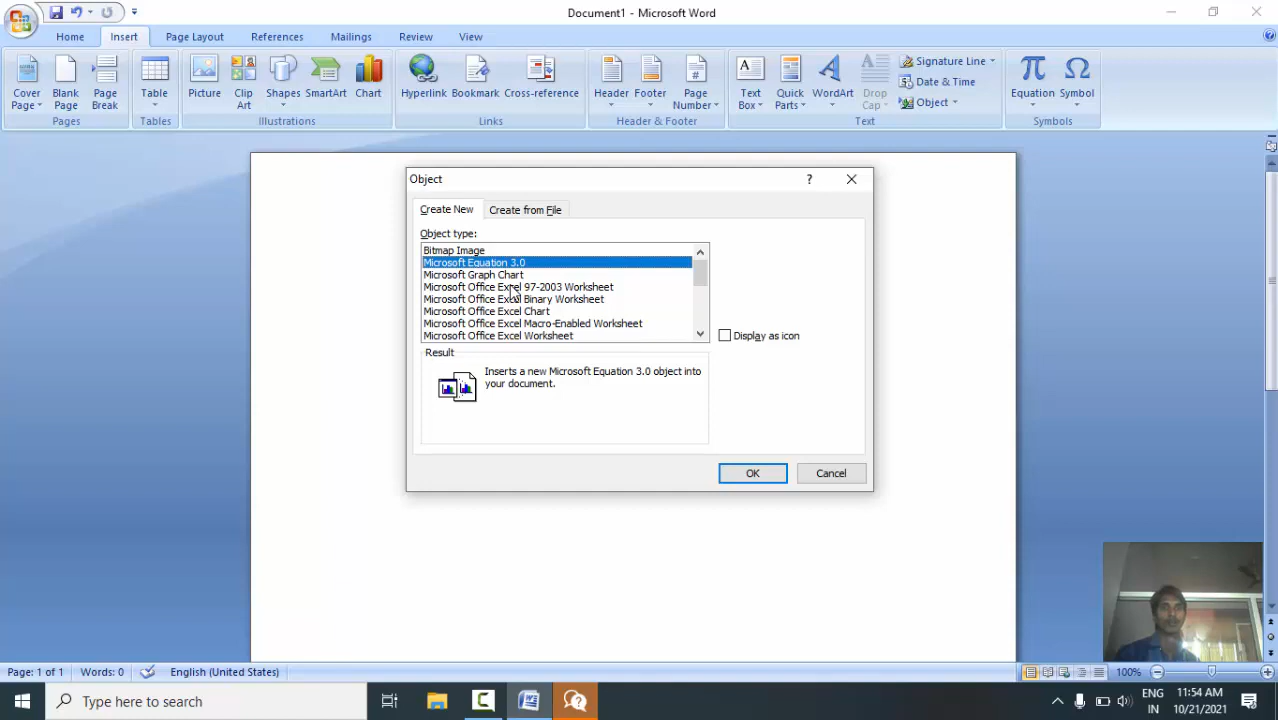 Document1 - Microsoft Word
Home Insert Page Layout References Mailings Review View
Cover Page Blank Page Page Break Table Picture Clip Art Shapes SmartArt Chart Hyperlink Bookmark Cross-reference Header Footer Page Number Text Box Quick Parts WordArt Drop Cap Signature Line Date & Time Object Equation Symbol
Pages Tables Illustrations Links Header & Footer Text Symbols
Object
Create New Create from File
Object type:
Bitmap Image
Microsoft Equation 3.0
Microsoft Graph Chart
Microsoft Office Excel 97-2003 Worksheet
Microsoft Office Excel Binary Worksheet
Microsoft Office Excel Chart
Microsoft Office Excel Macro-Enabled Worksheet
Microsoft Office Excel Worksheet
Display as icon
Result
Inserts a new Microsoft Equation 3.0 object into
your document.
OK Cancel
Page: 1 of 1 Words: 0 English (United States) 100%
Type here to search
ENG
IN
11:54 AM
10/21/2021